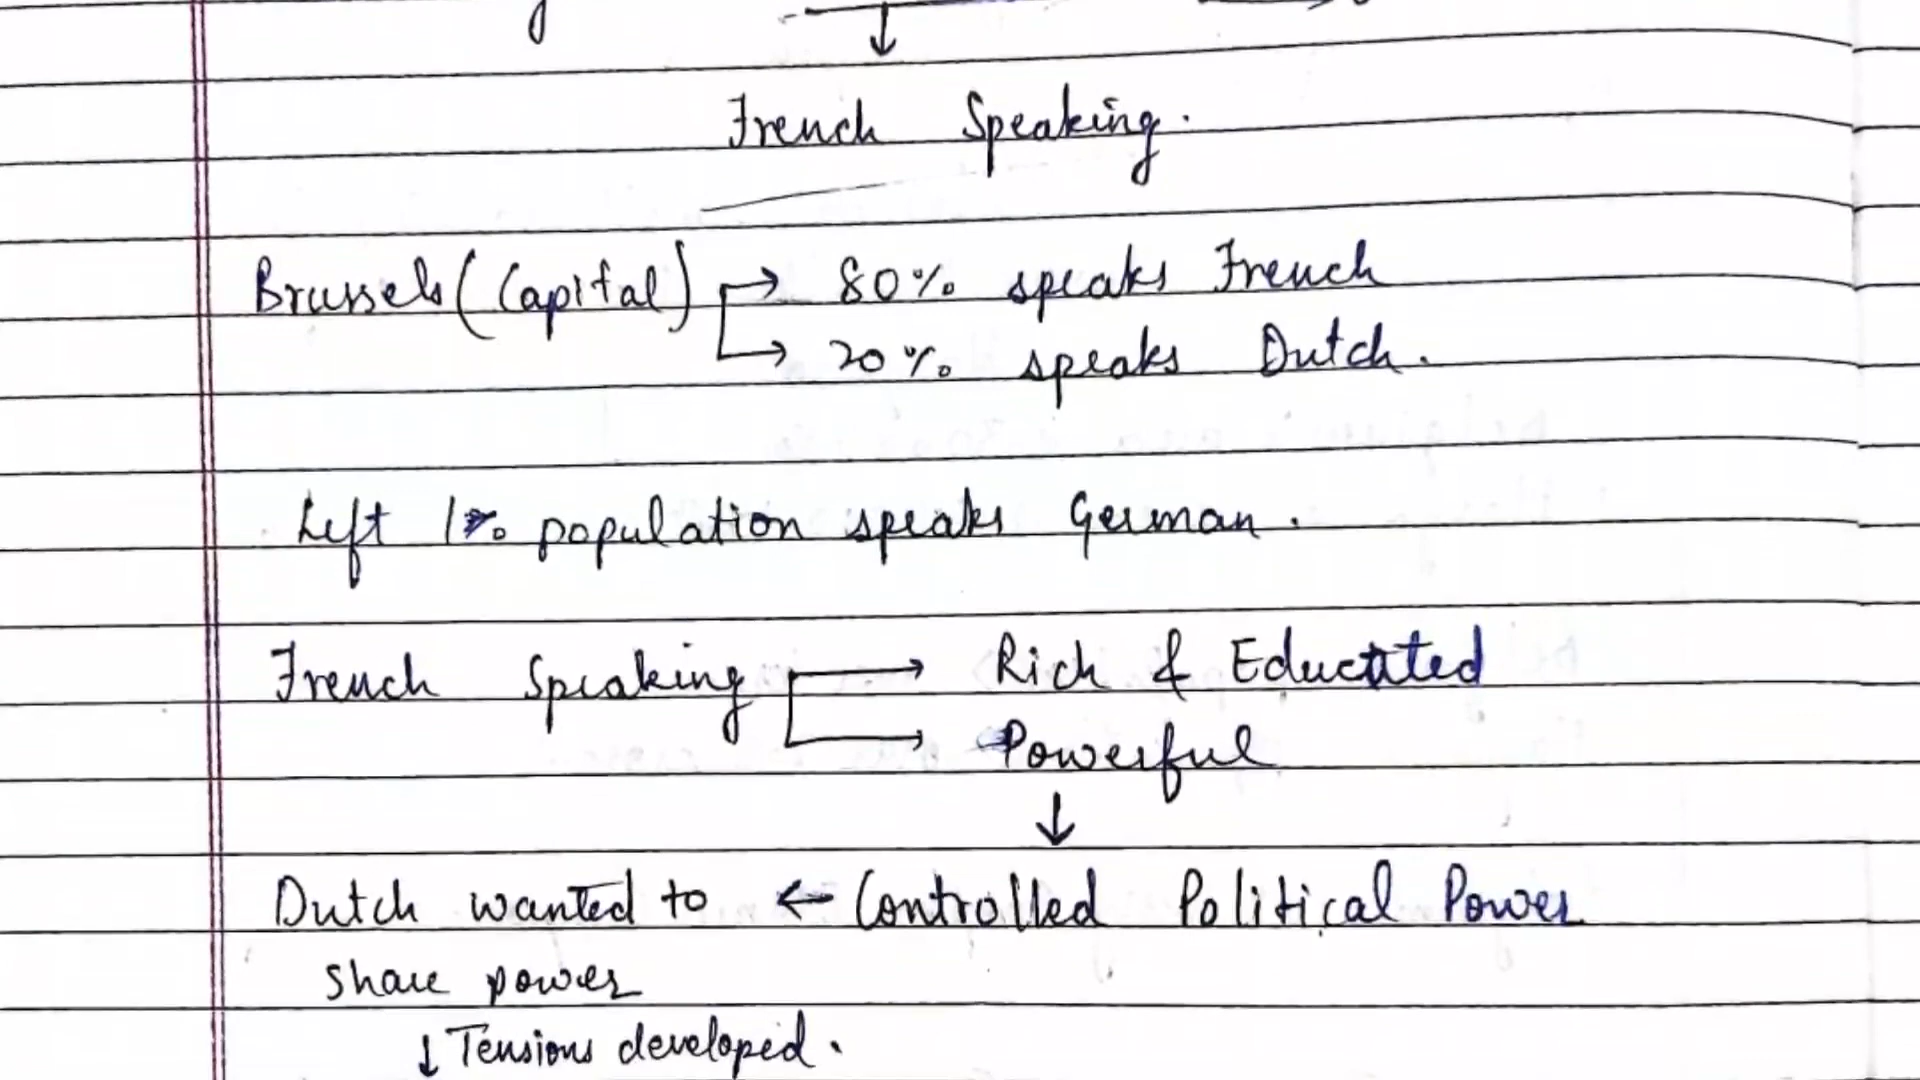 ↓
French Speaking.
Brussels (Capital) → 80% speaks French
→ 20% speaks Dutch.
Left 1% population speaks German.
French Speaking → Rich & Educated
→ Powerful
↓
Dutch wanted to ← Controlled Political Power
share power
↓ Tensions developed.